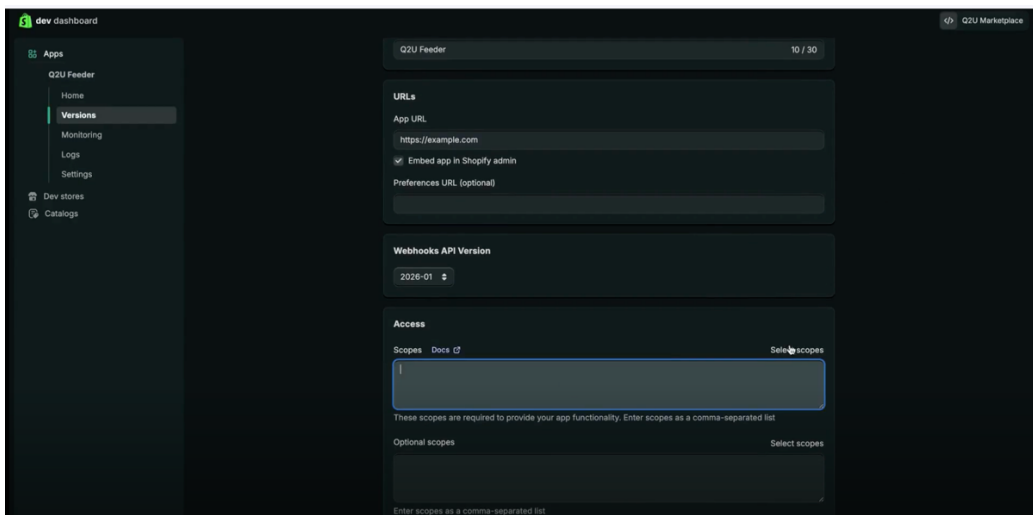 dev dashboard
Q2U Marketplace
Apps
Q2U Feeder
Home
Versions
Monitoring
Logs
Settings
Dev stores
Catalogs
Q2U Feeder
10 / 30
URLs
App URL
https://example.com
Embed app in Shopify admin
Preferences URL (optional)
Webhooks API Version
2026-01
Access
Scopes Docs
Select scopes
These scopes are required to provide your app functionality. Enter scopes as a comma-separated list
Optional scopes
Select scopes
Enter scopes as a comma-separated list